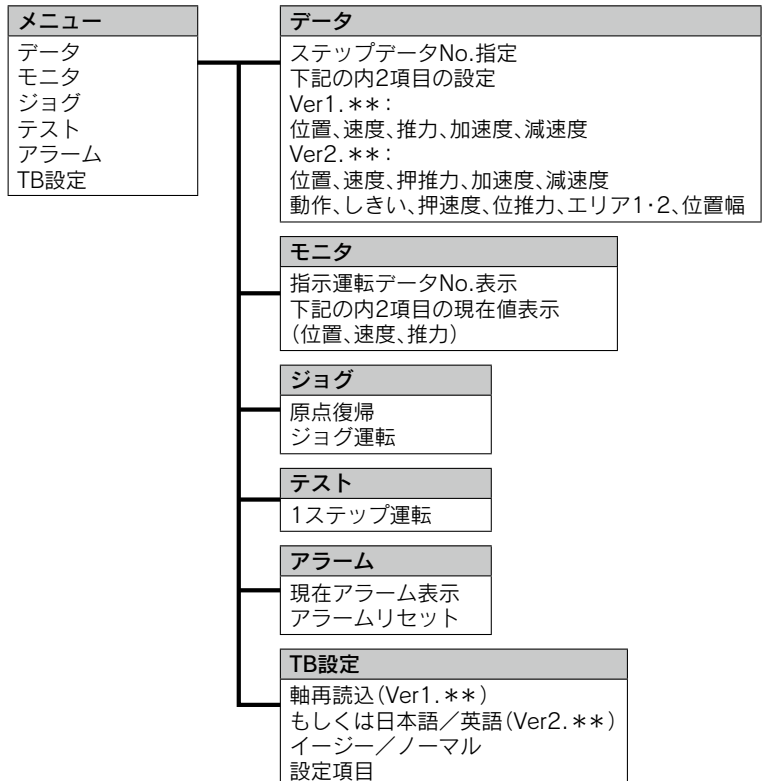 メニュー
データ
モニタ
ジョグ
テスト
アラーム
TB設定
データ
ステップデータNo.指定
下記の内2項目の設定
Ver1.**:
位置、速度、推力、加速度、減速度
Ver2.**:
位置、速度、押推力、加速度、減速度
動作、しきい、押速度、位推力、エリア1・2、位置幅
モニタ
指示運転データNo.表示
下記の内2項目の現在値表示
(位置、速度、推力)
ジョグ
原点復帰
ジョグ運転
テスト
1ステップ運転
アラーム
現在アラーム表示
アラームリセット
TB設定
軸再読込(Ver1.**)
もしくは日本語/英語(Ver2.**)
イージー/ノーマル
設定項目